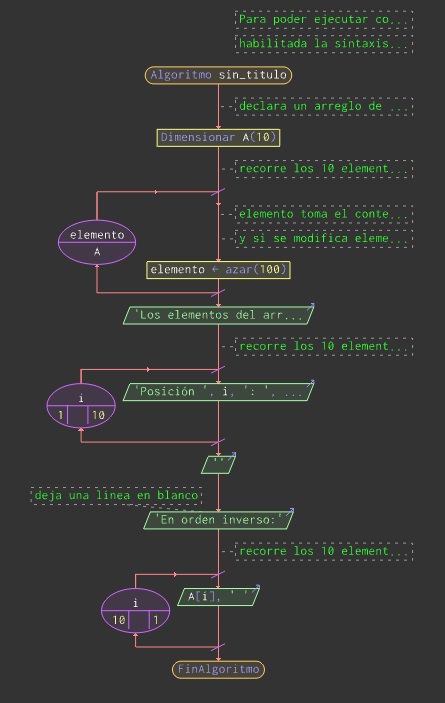 Para poder ejecutar co...
habilitada la sintaxis...
Algoritmo sin_titulo
declara un arreglo de ...
Dimensionar A(10)
recorre los 10 element...
elemento toma el conte...
elemento
A
y si se modifica eleme...
elemento ← azar(100)
'Los elementos del arr...
recorre los 10 element...
'Posición ', i, ': ', ...
i
1 10
''
deja una linea en blanco
'En orden inverso:'
recorre los 10 element...
A[i], ' '
i
10 1
FinAlgoritmo